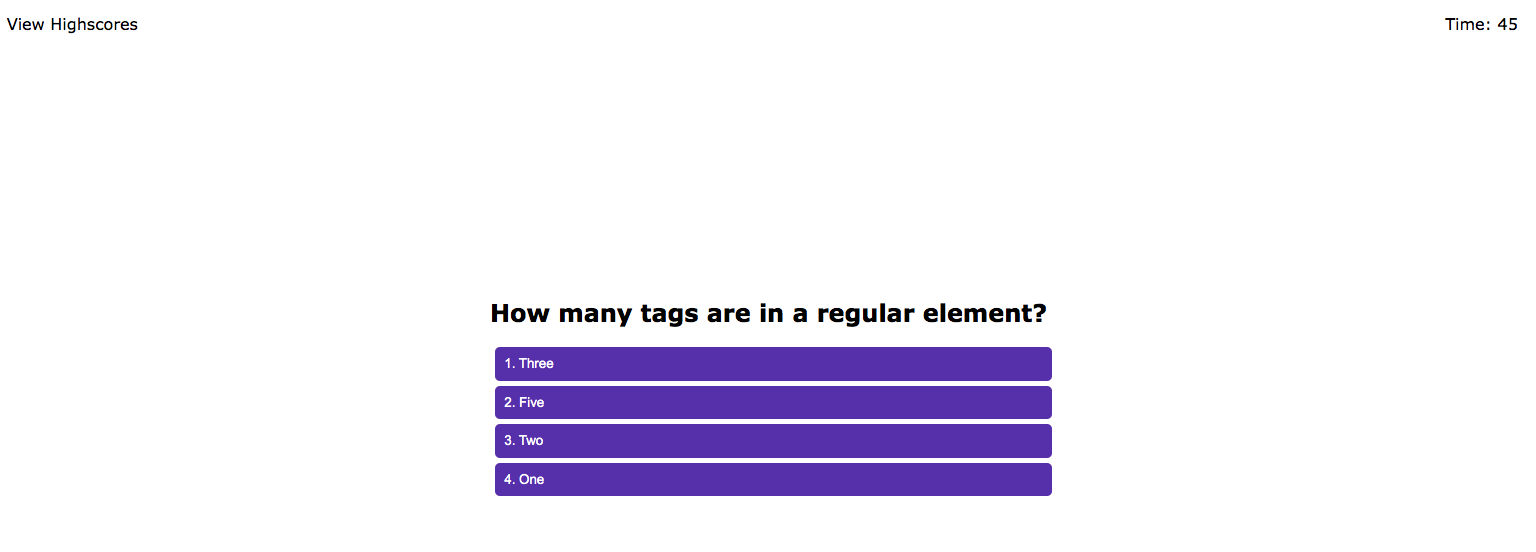 View Highscores
Time: 45
How many tags are in a regular element?
1. Three
2. Five
3. Two
4. One